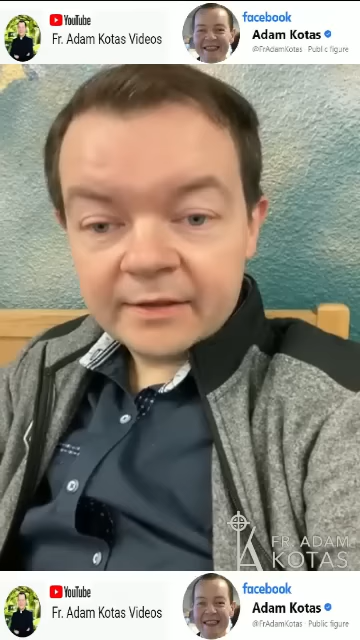 YouTube
Fr. Adam Kotas Videos
facebook
Adam Kotas
@FrAdamKotas · Public figure
FR. ADAM
KOTAS
YouTube
Fr. Adam Kotas Videos
facebook
Adam Kotas
@FrAdamKotas · Public figure